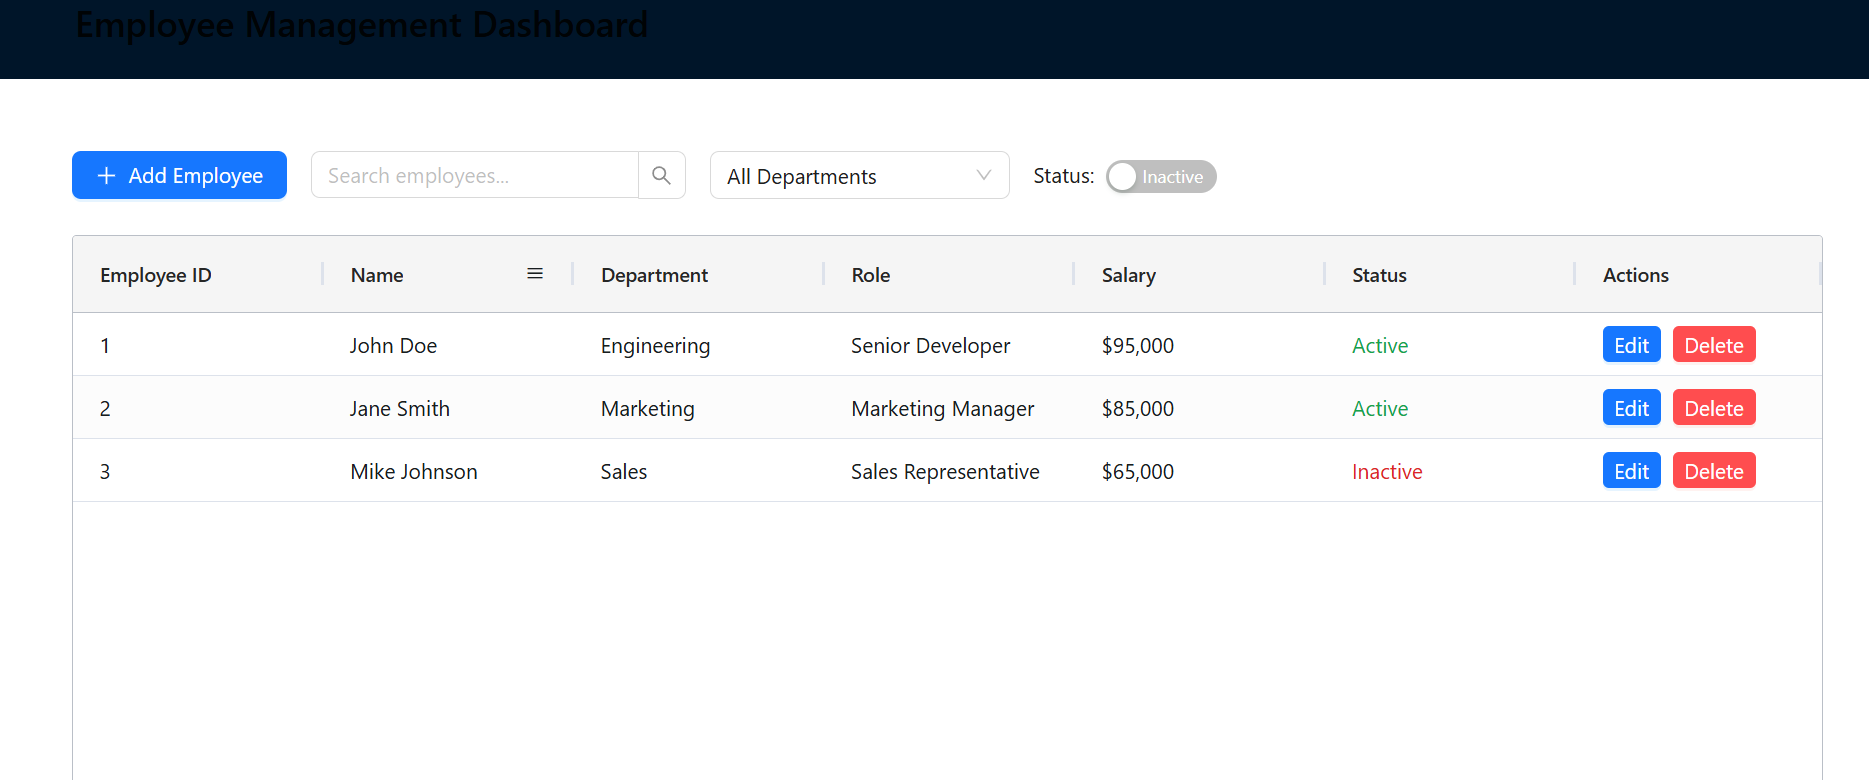 Employee Management Dashboard
Add Employee Search employees... All Departments Status: Inactive
Employee ID Name Department Role Salary Status Actions
1 John Doe Engineering Senior Developer $95,000 Active Edit Delete
2 Jane Smith Marketing Marketing Manager $85,000 Active Edit Delete
3 Mike Johnson Sales Sales Representative $65,000 Inactive Edit Delete